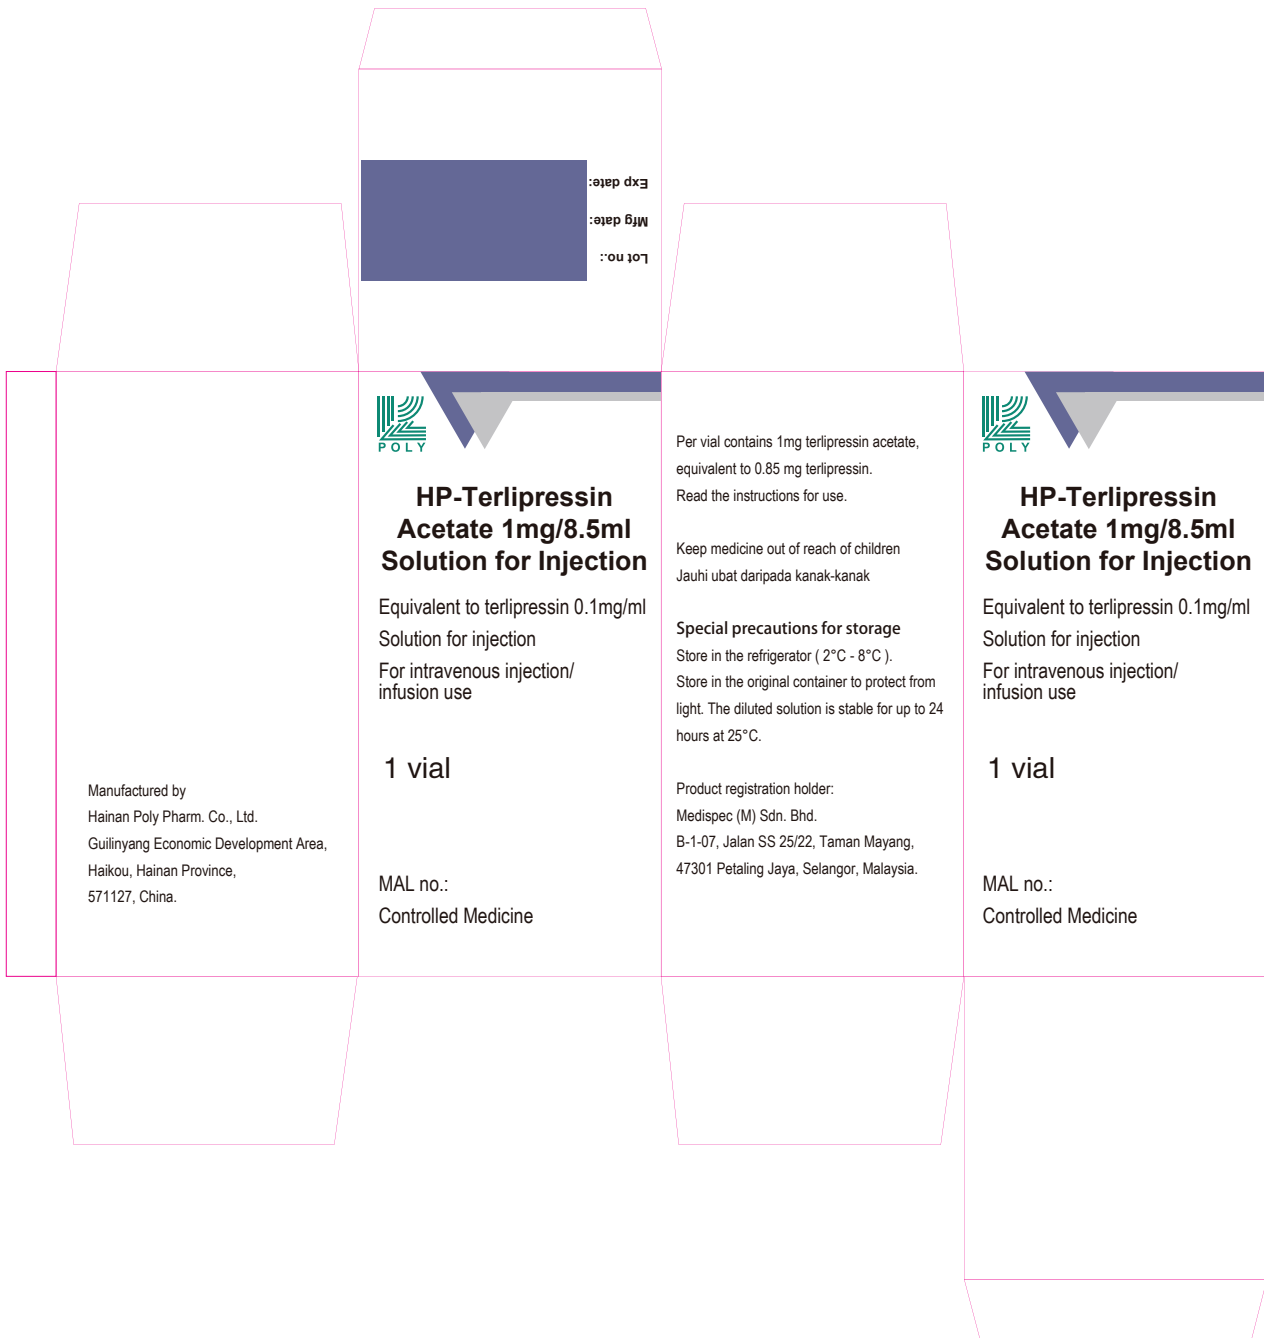 Exp date:
Mfg date:
Lot no.:
Manufactured by
Hainan Poly Pharm. Co., Ltd.
Guilinyang Economic Development Area,
Haikou, Hainan Province,
571127, China.
POLY
HP-Terlipressin
Acetate 1mg/8.5ml
Solution for Injection
Equivalent to terlipressin 0.1mg/ml
Solution for injection
For intravenous injection/
infusion use
1 vial
MAL no.:
Controlled Medicine
Per vial contains 1mg terlipressin acetate,
equivalent to 0.85 mg terlipressin.
Read the instructions for use.
Keep medicine out of reach of children
Jauhi ubat daripada kanak-kanak
Special precautions for storage
Store in the refrigerator ( 2°C - 8°C ).
Store in the original container to protect from
light. The diluted solution is stable for up to 24
hours at 25°C.
Product registration holder:
Medispec (M) Sdn. Bhd.
B-1-07, Jalan SS 25/22, Taman Mayang,
47301 Petaling Jaya, Selangor, Malaysia.
POLY
HP-Terlipressin
Acetate 1mg/8.5ml
Solution for Injection
Equivalent to terlipressin 0.1mg/ml
Solution for injection
For intravenous injection/
infusion use
1 vial
MAL no.:
Controlled Medicine